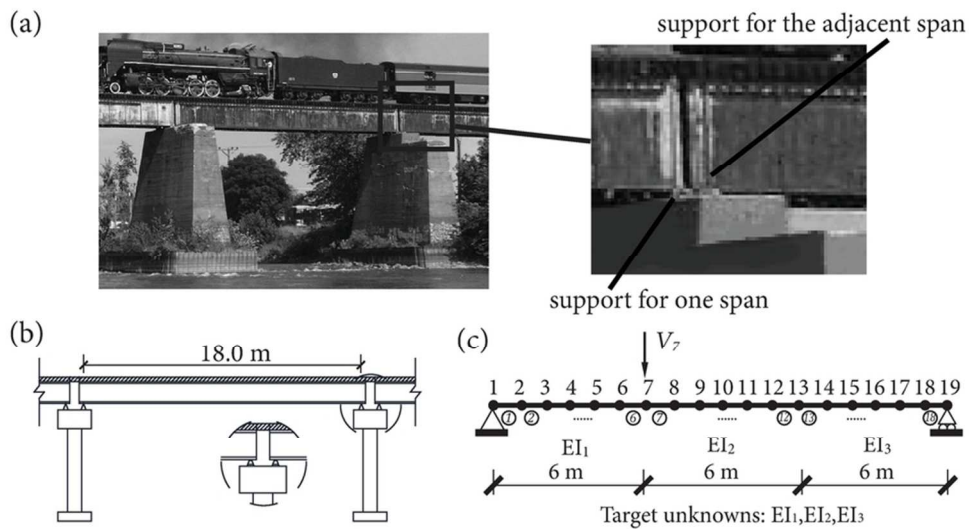 (a)
support for the adjacent span
support for one span
(b)
18.0 m
(c)
V7
1 2 3 4 5 6 7 8 9 10 11 12 13 14 15 16 17 18 19
1 2 ...... 6 7 ...... 12 13 ...... 18
EI1 EI2 EI3
6 m 6 m 6 m
Target unknowns: EI1,EI2,EI3